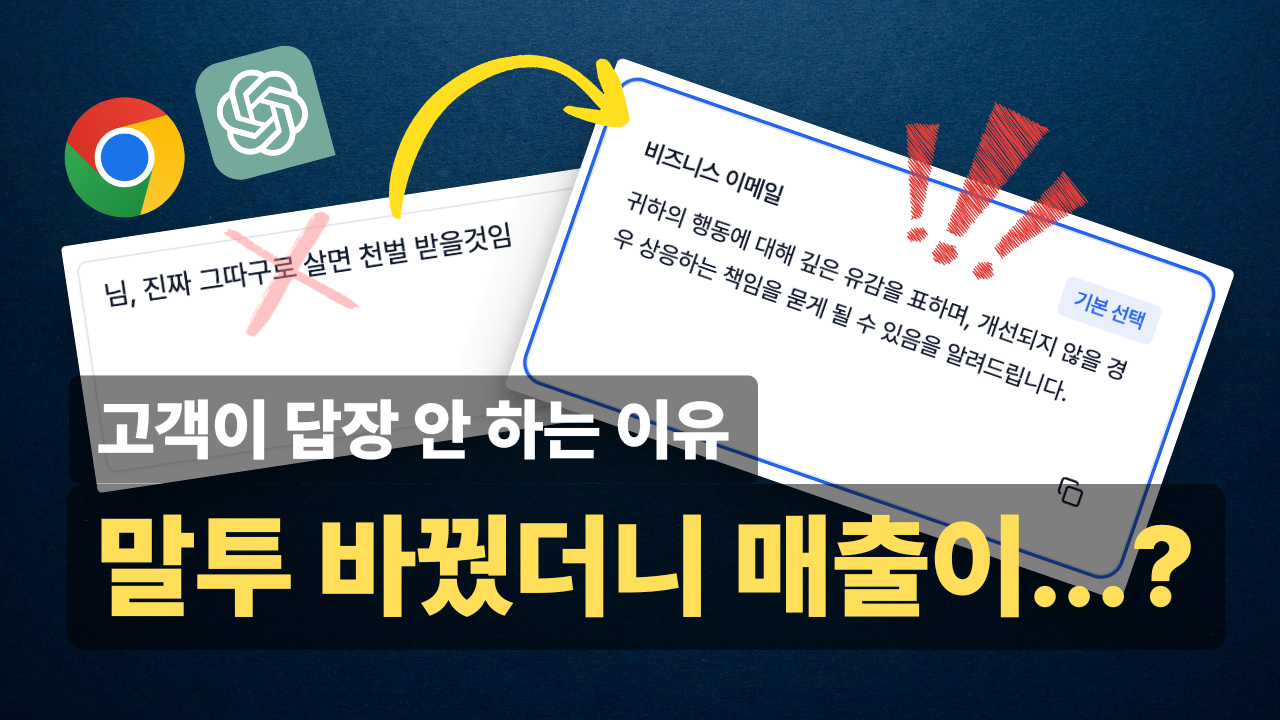 님, 진짜 그따구로 살면 천벌 받을것임
비즈니스 이메일
귀하의 행동에 대해 깊은 유감을 표하며, 개선되지 않을 경
우 상응하는 책임을 묻게 될 수 있음을 알려드립니다.
기본 선택
!!!
고객이 답장 안 하는 이유
말투 바꿨더니 매출이...?